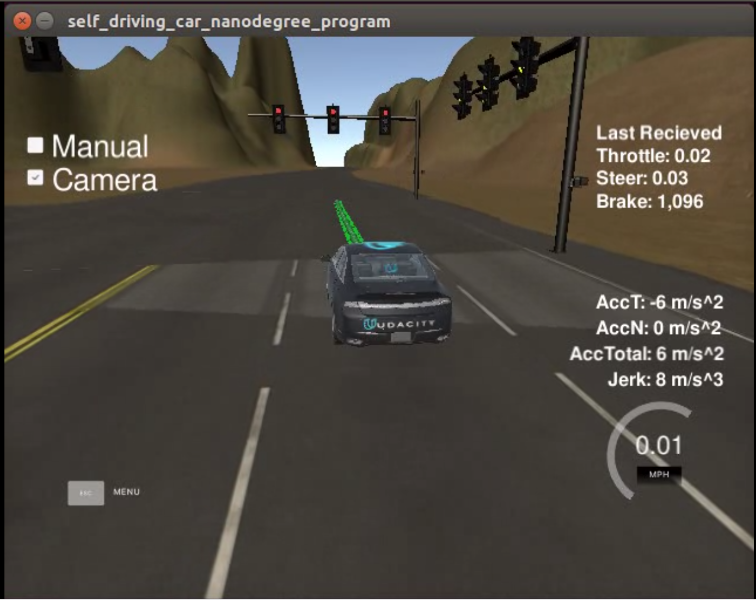 self_driving_car_nanodegree_program
Manual
Camera
Last Recieved
Throttle: 0.02
Steer: 0.03
Brake: 1,096
UDACITY
AccT: -6 m/s^2
AccN: 0 m/s^2
AccTotal: 6 m/s^2
Jerk: 8 m/s^3
0.01
MPH
ESC
MENU